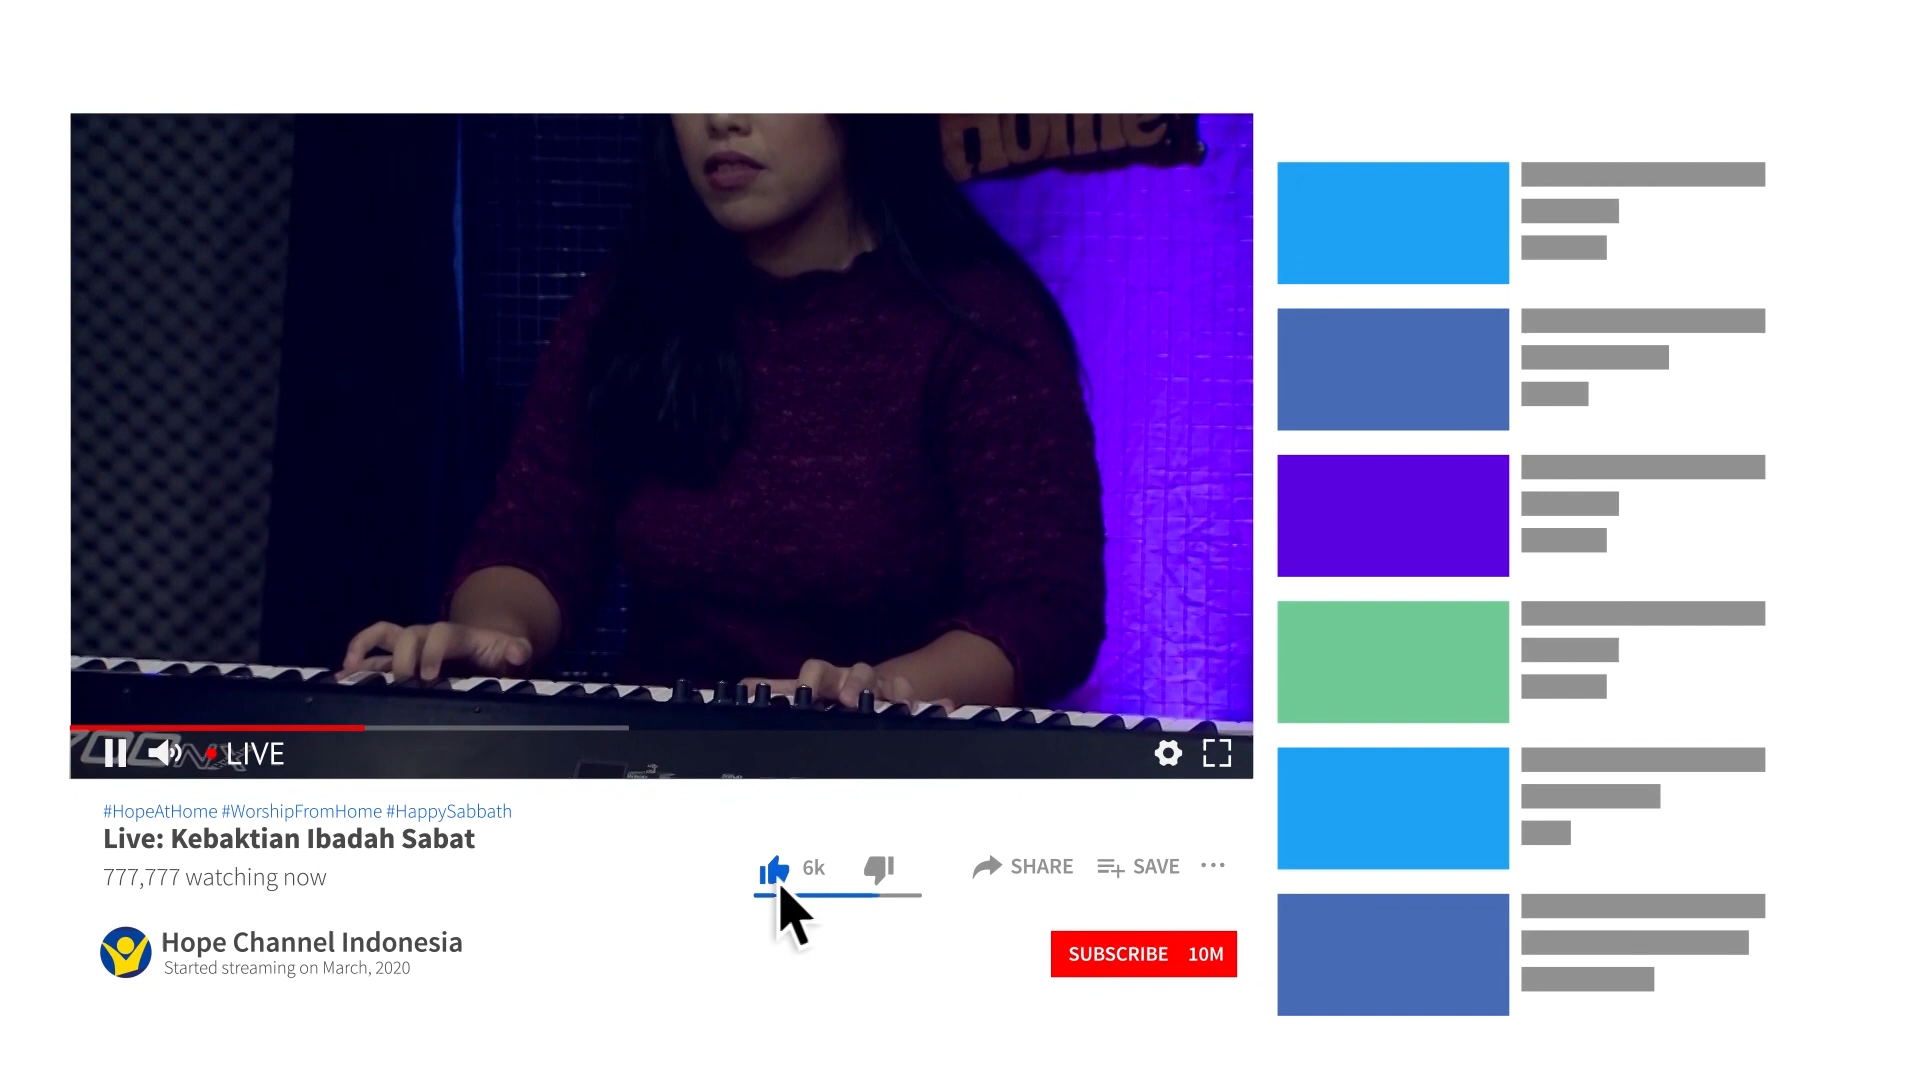 Home
LIVE
#HopeAtHome #WorshipFromHome #HappySabbath
Live: Kebaktian Ibadah Sabat
777,777 watching now
6k
SHARE
SAVE
Hope Channel Indonesia
Started streaming on March, 2020
SUBSCRIBE 10M